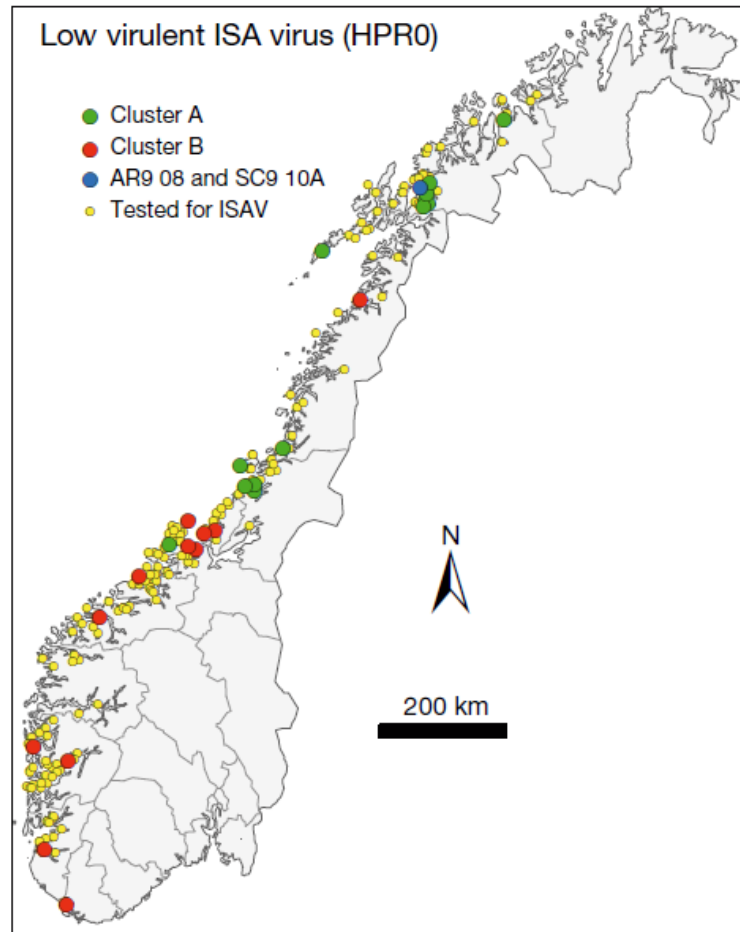 Low virulent ISA virus (HPR0)
Cluster A
Cluster B
AR9 08 and SC9 10A
Tested for ISAV
N
200 km